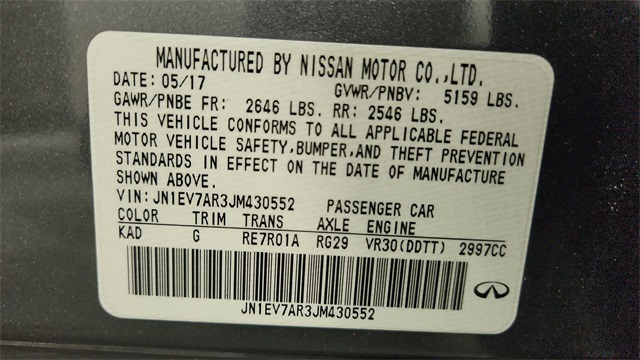 MANUFACTURED BY NISSAN MOTOR CO.,LTD.
DATE: 05/17 GVWR/PNBV: 5159 LBS.
GAWR/PNBE FR: 2646 LBS. RR: 2546 LBS.
THIS VEHICLE CONFORMS TO ALL APPLICABLE FEDERAL
MOTOR VEHICLE SAFETY,BUMPER,AND THEFT PREVENTION
STANDARDS IN EFFECT ON THE DATE OF MANUFACTURE
SHOWN ABOVE.
VIN: JN1EV7AR3JM430552 PASSENGER CAR
COLOR TRIM TRANS AXLE ENGINE
KAD G RE7R01A RG29 VR30(DDTT) 2997CC
JN1EV7AR3JM430552